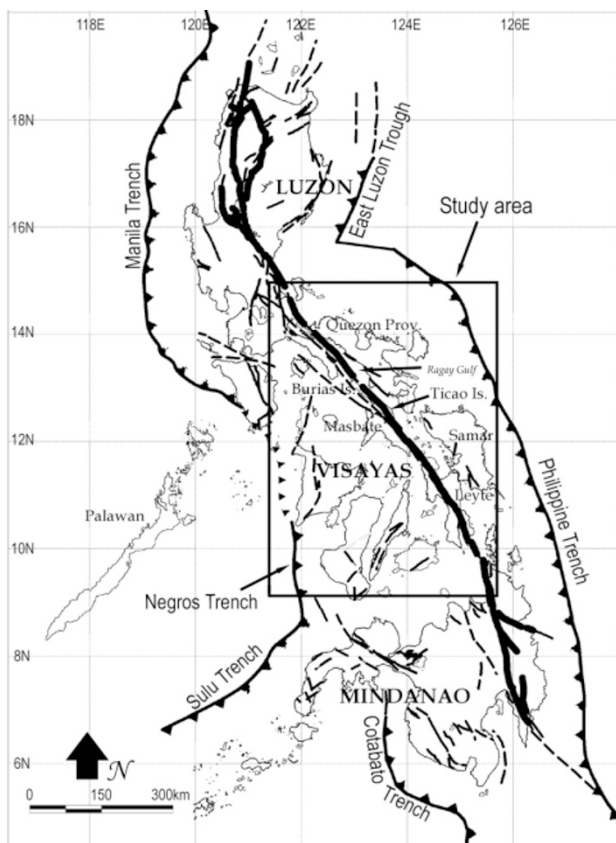 118E 120E 122E 124E 126E
18N
16N
14N
12N
10N
8N
6N
Manila Trench
LUZON
East Luzon Trough
Study area
Quezon Prov.
Ragay Gulf
Burias Is.
Ticao Is.
Masbate
Samar
VISAYAS
Leyte
Philippine Trench
Palawan
Negros Trench
Sulu Trench
MINDANAO
Cotabato Trench
N
0 150 300km